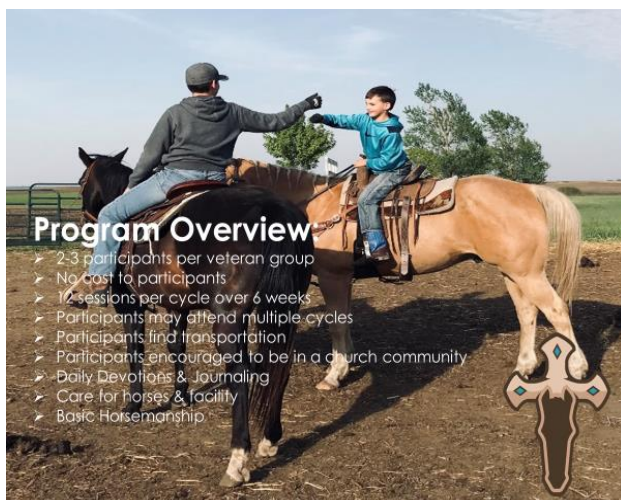 Program Overview:
➢ 2-3 participants per veteran group
➢ No cost to participants
➢ 12 sessions per cycle over 6 weeks
➢ Participants may attend multiple cycles
➢ Participants find transportation
➢ Participants encouraged to be in a church community
➢ Daily Devotions & Journaling
➢ Care for horses & facility
➢ Basic Horsemanship